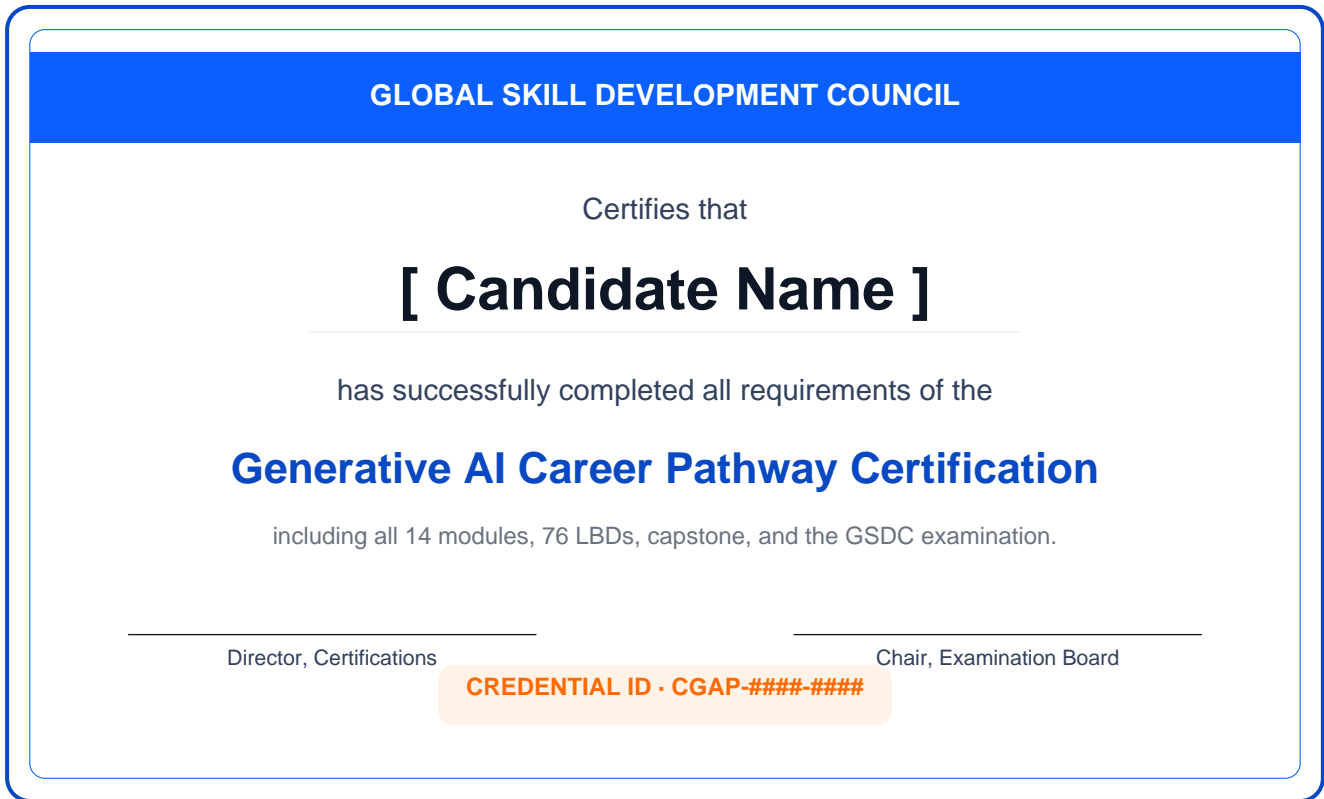 GLOBAL SKILL DEVELOPMENT COUNCIL
Certifies that
[ Candidate Name ]
has successfully completed all requirements of the
Generative AI Career Pathway Certification
including all 14 modules, 76 LBDs, capstone, and the GSDC examination.
Director, Certifications
Chair, Examination Board
CREDENTIAL ID · CGAP-####-####